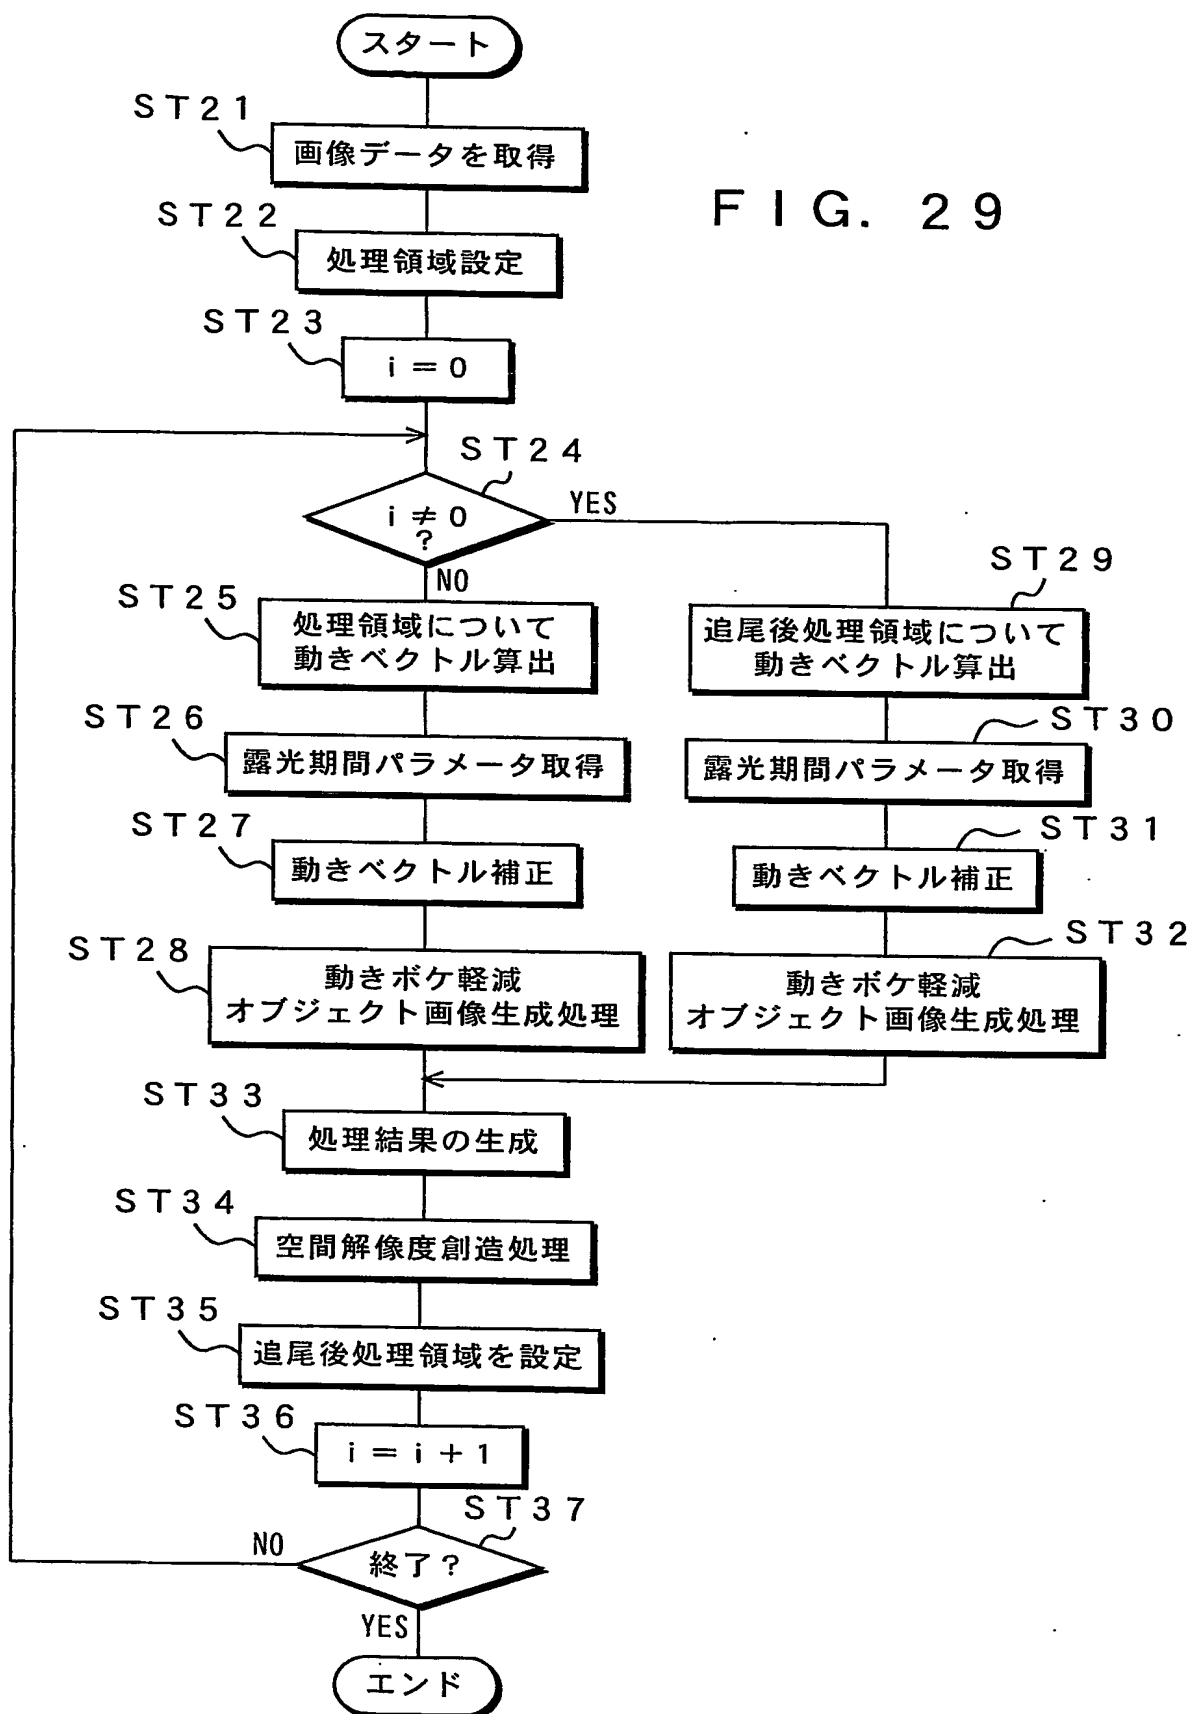 スタート
ST21
画像データを取得
FIG. 29
ST22
処理領域設定
ST23
i=0
ST24
i≠0
?
YES
NO
ST25
処理領域について
動きベクトル算出
ST29
追尾後処理領域について
動きベクトル算出
ST26
露光期間パラメータ取得
ST30
露光期間パラメータ取得
ST27
動きベクトル補正
ST31
動きベクトル補正
ST28
動きボケ軽減
オブジェクト画像生成処理
ST32
動きボケ軽減
オブジェクト画像生成処理
ST33
処理結果の生成
ST34
空間解像度創造処理
ST35
追尾後処理領域を設定
ST36
i=i+1
ST37
終了?
NO
YES
エンド